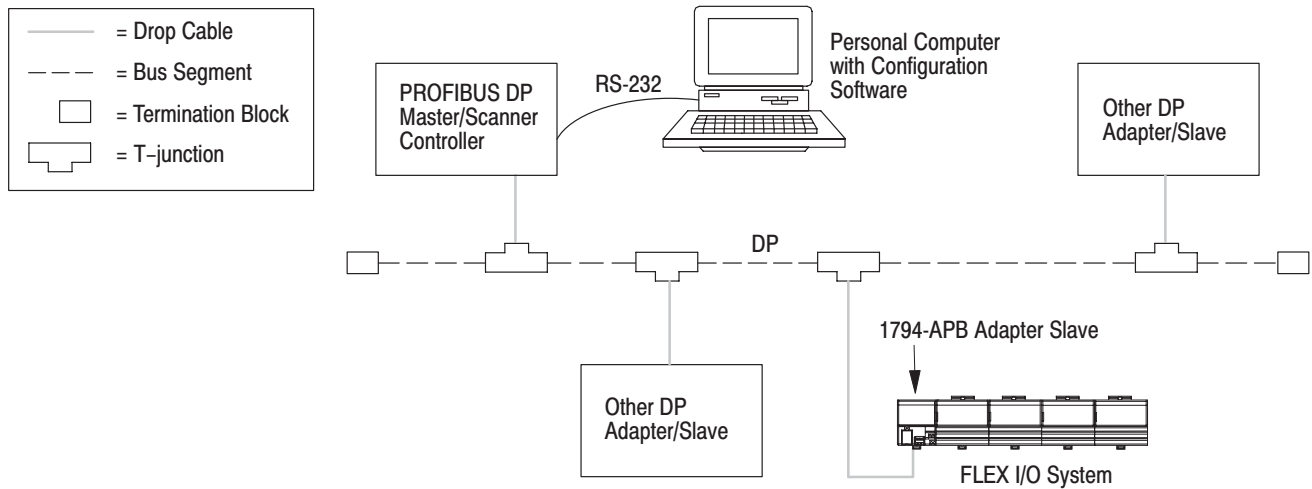 = Drop Cable
= Bus Segment
= Termination Block
= T-junction
PROFIBUS DP
Master/Scanner
Controller
RS-232
Personal Computer
with Configuration
Software
Other DP
Adapter/Slave
DP
1794-APB Adapter Slave
Other DP
Adapter/Slave
FLEX I/O System